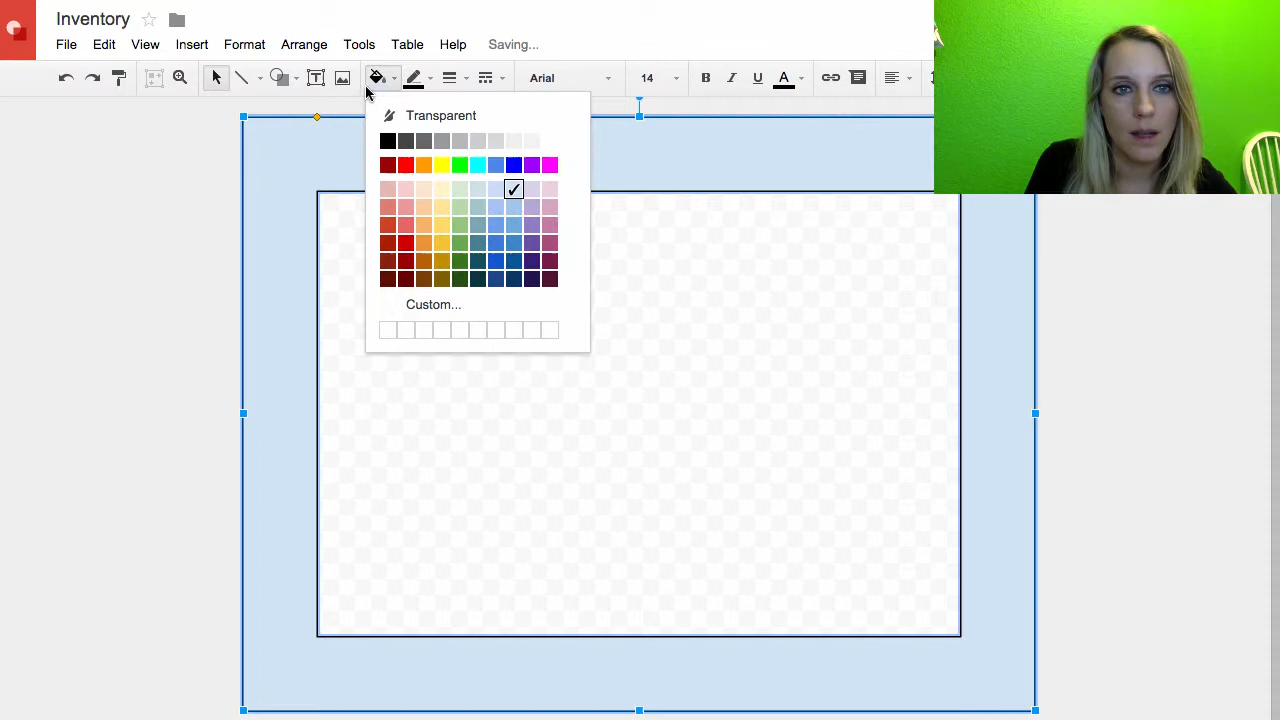 Inventory
File Edit View Insert Format Arrange Tools Table Help Saving...
Arial 14 B I U A
Transparent
Custom...